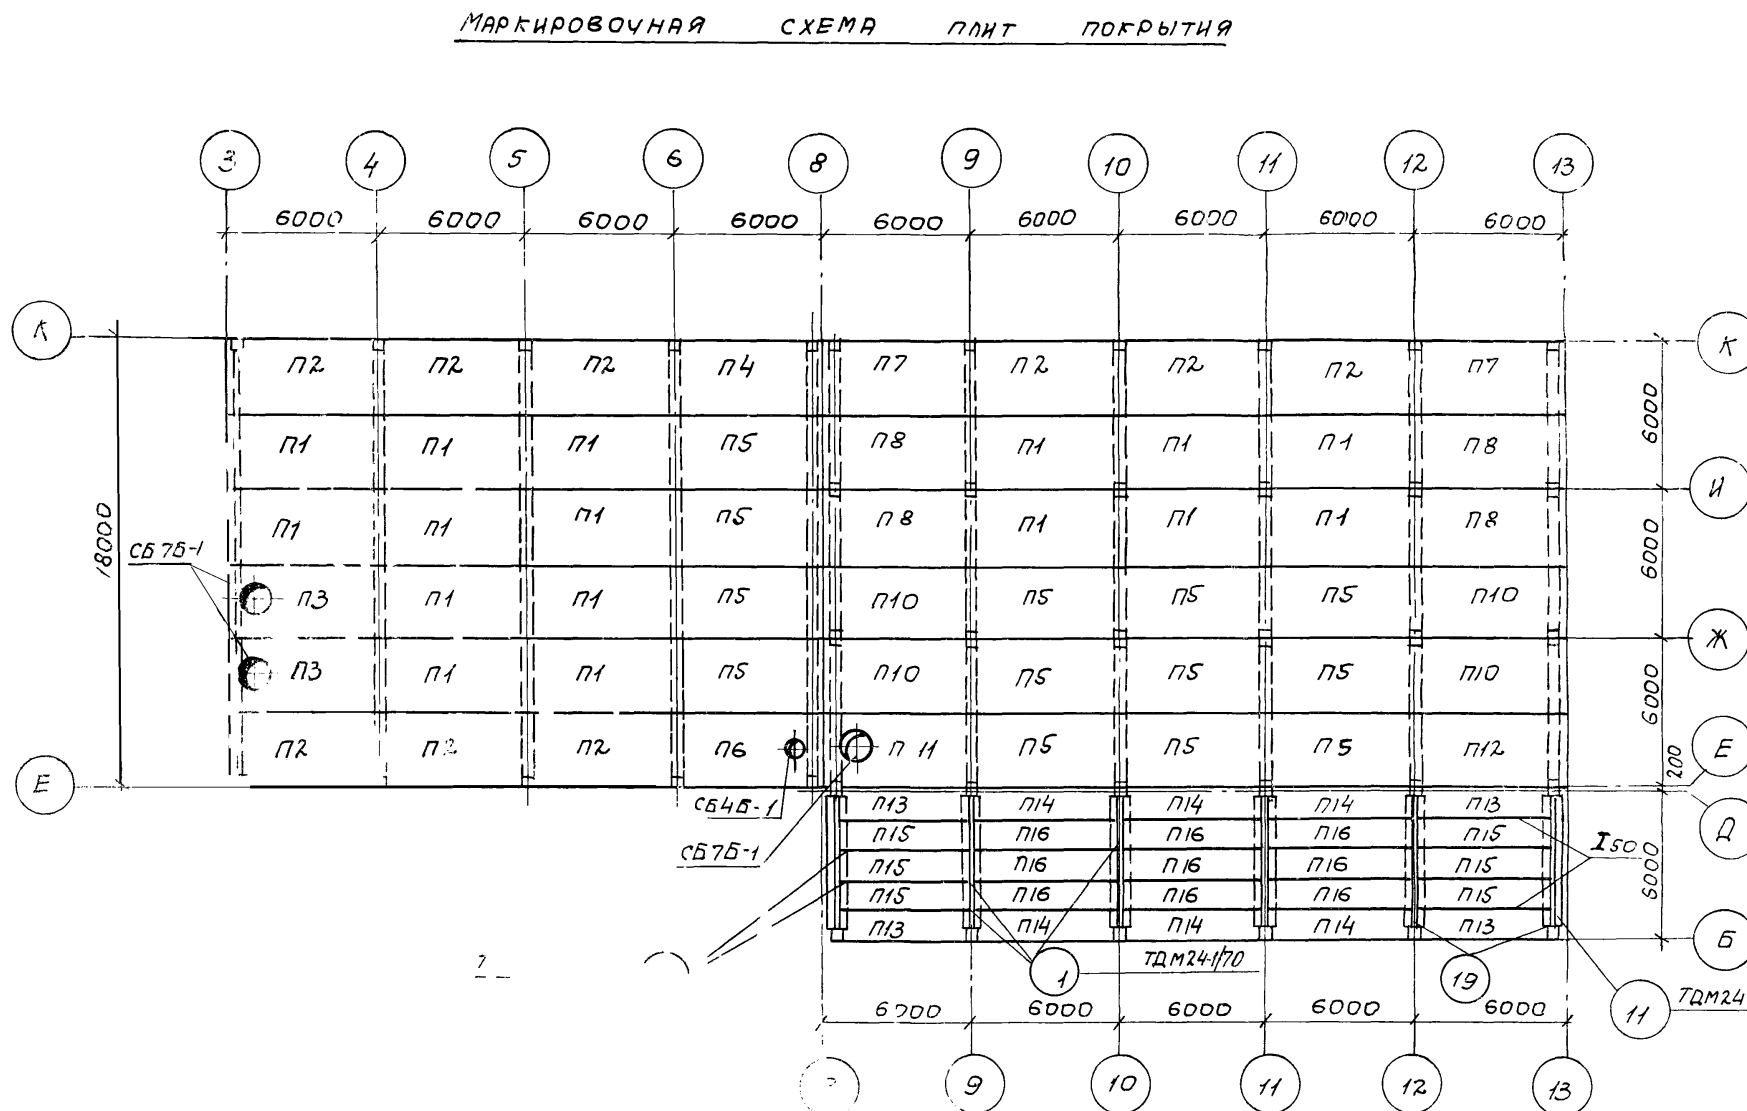 МАРКИРОВОЧНАЯ СХЕМА ПЛИТ ПОКРЫТИЯ
3 4 5 6 8 9 10 11 12 13
6000 6000 6000 6000 6000 6000 6000 6000 6000
К К
П2 П2 П2 П4 П7 П2 П2 П2 П7
6000
П1 П1 П1 П5 П8 П1 П1 П1 П8
И
18000
П1 П1 П1 П5 П8 П1 П1 П1 П8
СБ7Б-1
6000
П3 П1 П1 П5 П10 П5 П5 П5 П10
Ж
П3 П1 П1 П5 П10 П5 П5 П5 П10
6000
П2 П2 П2 П6 П11 П5 П5 П5 П12
Е Е
200
СБ4Б-1
П13 П14 П14 П14 П13
Д
П15 П16 П16 П16 П15
I50
СБ7Б-1
П15 П16 П16 П16 П15
6000
П15 П16 П16 П16 П15
П13 П14 П14 П14 П13
Б
1 ТДМ24-1/70
19
11 ТДМ24
6000 6000 6000 6000 6000
9 10 11 12 13